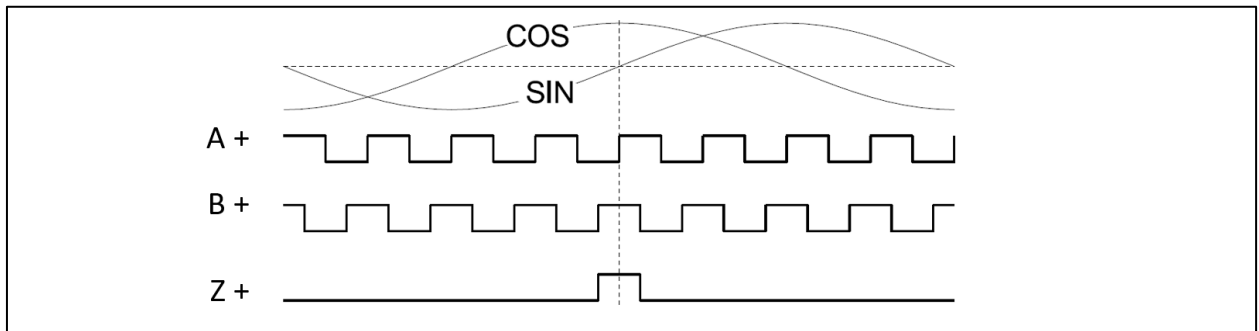 COS
SIN
A +
B +
Z +